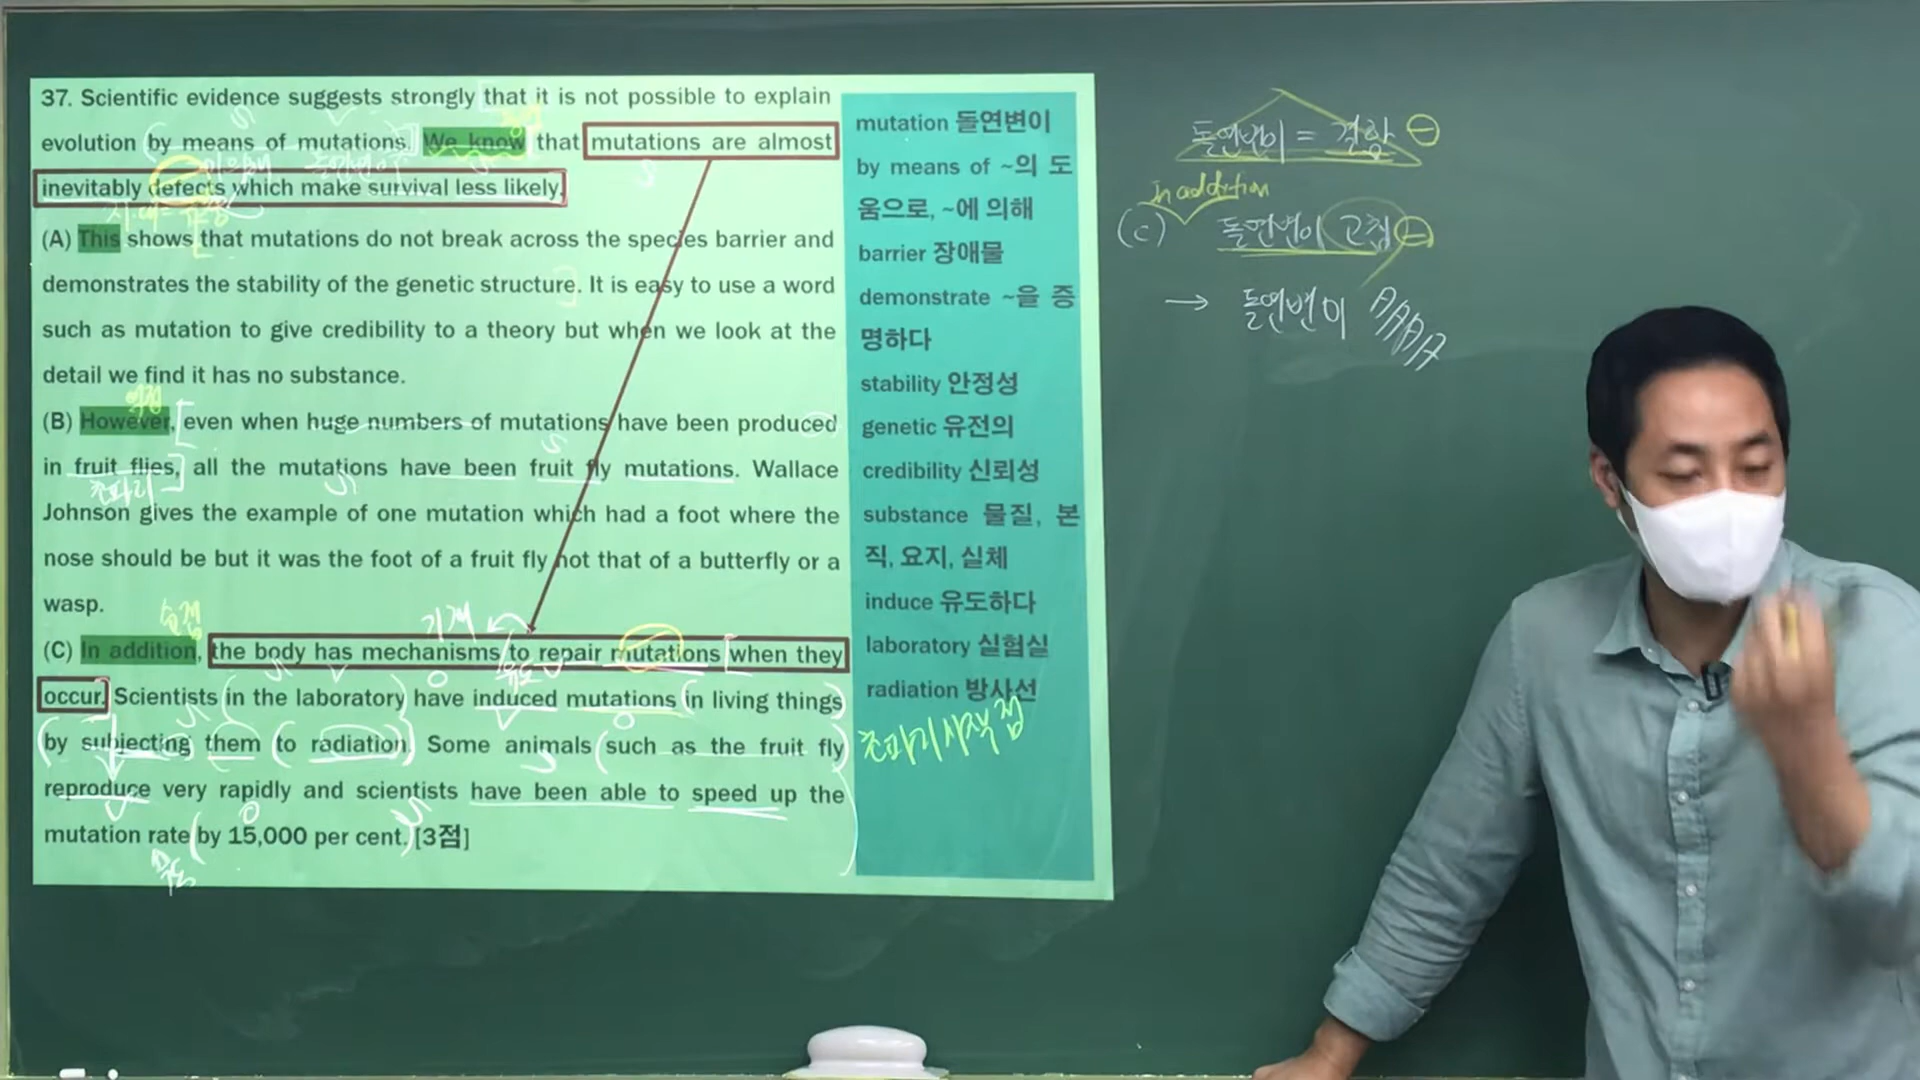 37. Scientific evidence suggests strongly that it is not possible to explain
evolution by means of mutations. We know that mutations are almost
inevitably defects which make survival less likely.
(A) This shows that mutations do not break across the species barrier and
demonstrates the stability of the genetic structure. It is easy to use a word
such as mutation to give credibility to a theory but when we look at the
detail we find it has no substance.
(B) However, even when huge numbers of mutations have been produced
in fruit flies, all the mutations have been fruit fly mutations. Wallace
초파리
Johnson gives the example of one mutation which had a foot where the
nose should be but it was the foot of a fruit fly not that of a butterfly or a
wasp.
기재
(C) In addition, the body has mechanisms to repair mutations when they
occur. Scientists in the laboratory have induced mutations in living things
by subjecting them to radiation. Some animals such as the fruit fly
reproduce very rapidly and scientists have been able to speed up the
mutation rate by 15,000 per cent. [3점]
mutation 돌연변이
by means of ~의 도
움으로, ~에 의해
barrier 장애물
demonstrate ~을 증
명하다
stability 안정성
genetic 유전의
credibility 신뢰성
substance 물질, 본
직, 요지, 실체
induce 유도하다
laboratory 실험실
radiation 방사선
돌연변이 = 결함 ㊀
In addition
(c) 돌연변이 고침
→ 돌연변이